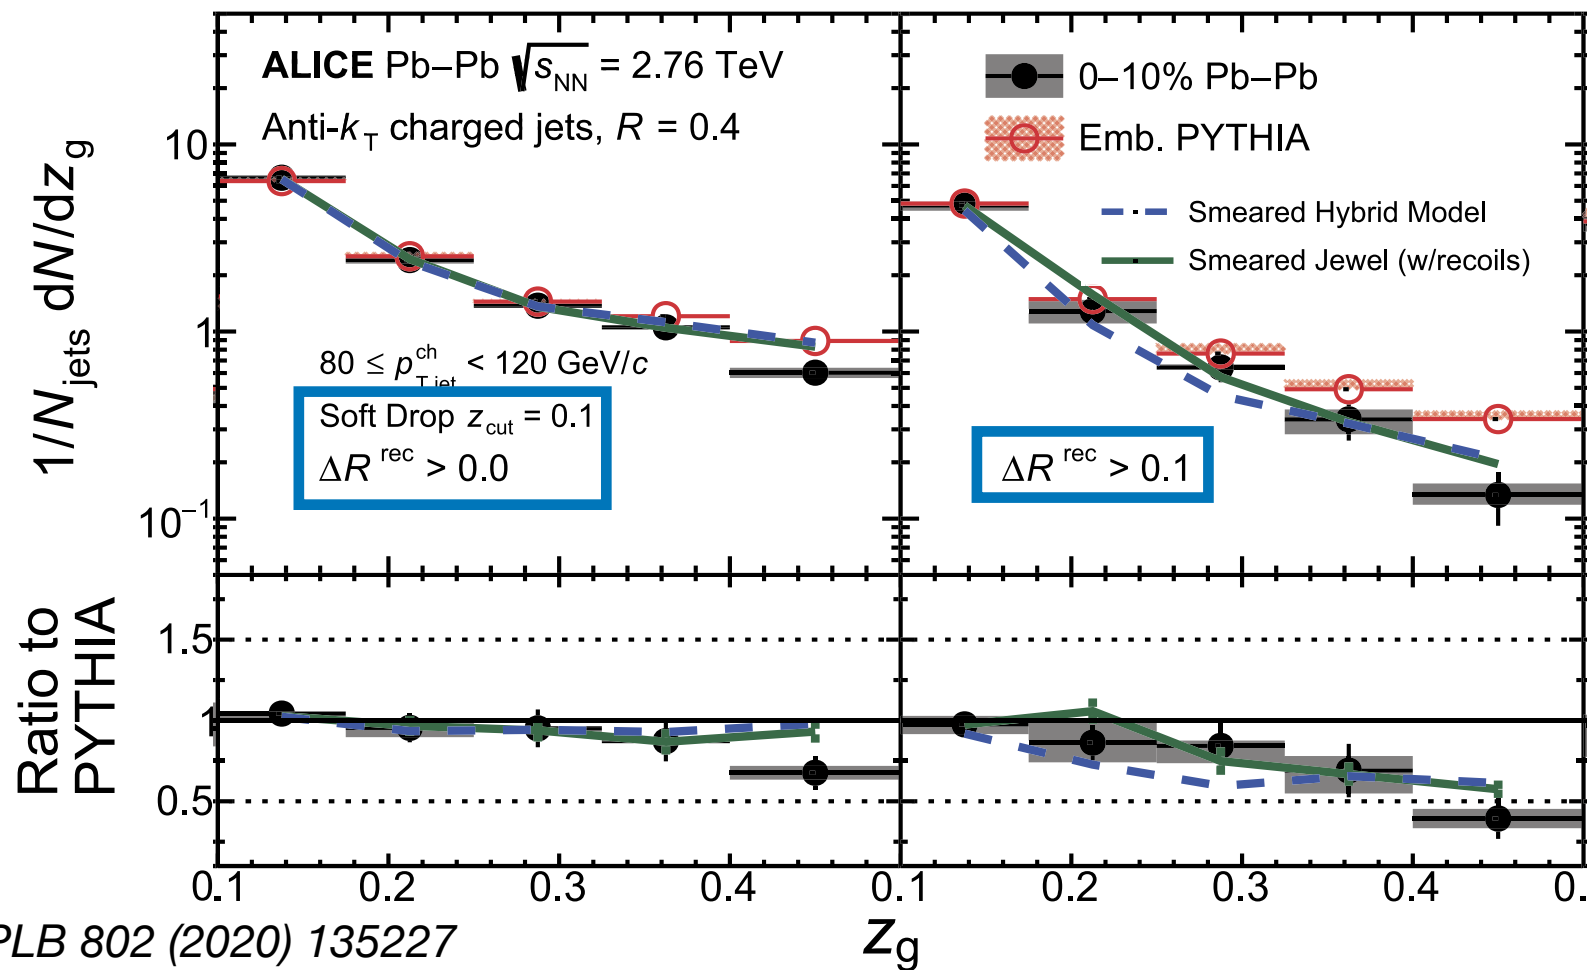 ALICE Pb–Pb √sNN = 2.76 TeV
Anti-kT charged jets, R = 0.4
0–10% Pb–Pb
Emb. PYTHIA
Smeared Hybrid Model
Smeared Jewel (w/recoils)
1/Njets dN/dzg
10
1
10−1
80 ≤ pT,jet^ch < 120 GeV/c
Soft Drop zcut = 0.1
ΔR^rec > 0.0
ΔR^rec > 0.1
Ratio to
PYTHIA
1.5
1
0.5
0.1 0.2 0.3 0.4 0.1 0.2 0.3 0.4 0.
zg
PLB 802 (2020) 135227